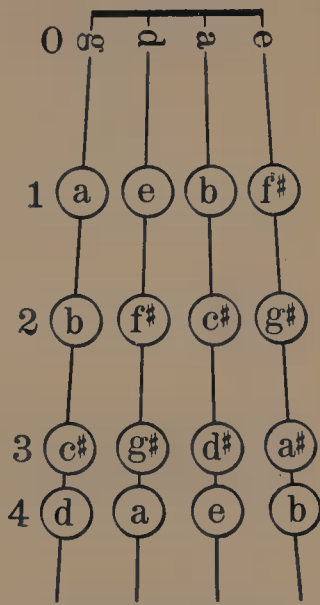 0 g d a e
1 a e b f♯
2 b f♯ c♯ g♯
3 c♯ g♯ d♯ a♯
4 d a e b